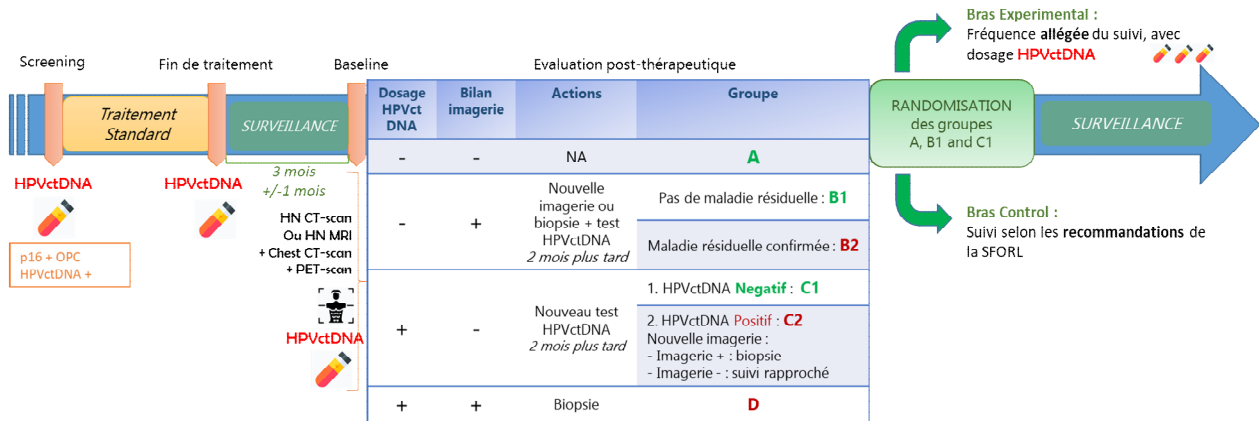 Screening
Fin de traitement
Baseline
Evaluation post-thérapeutique
Traitement
Standard
SURVEILLANCE
HPVctDNA
HPVctDNA
3 mois
+/-1 mois
p16 + OPC
HPVctDNA +
HN CT-scan
Ou HN MRI
+ Chest CT-scan
+ PET-scan
HPVctDNA
Dosage
HPVct
DNA
Bilan
imagerie
Actions
Groupe
-
-
NA
A
-
+
Nouvelle
imagerie ou
biopsie + test
HPVctDNA
2 mois plus tard
Pas de maladie résiduelle : B1
Maladie résiduelle confirmée : B2
+
-
Nouveau test
HPVctDNA
2 mois plus tard
1. HPVctDNA Negatif : C1
2. HPVctDNA Positif : C2
Nouvelle imagerie :
- Imagerie + : biopsie
- Imagerie - : suivi rapproché
+
+
Biopsie
D
RANDOMISATION
des groupes
A, B1 and C1
Bras Experimental :
Fréquence allégée du suivi, avec
dosage HPVctDNA
SURVEILLANCE
Bras Control :
Suivi selon les recommandations de
la SFORL